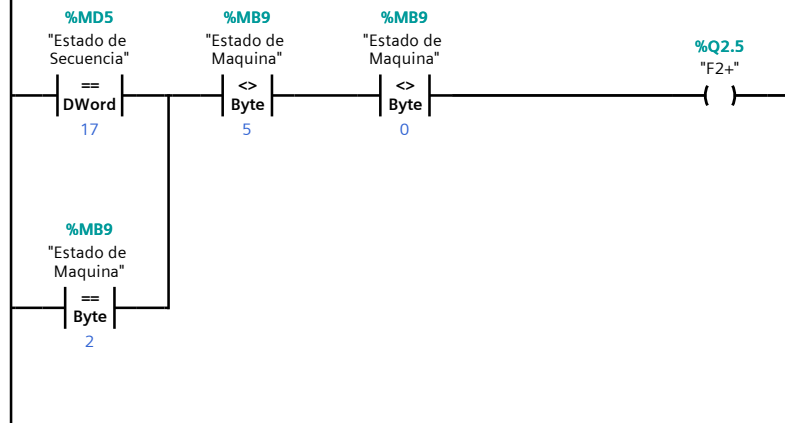 %MD5
"Estado de
Secuencia"
==
DWord
17
%MB9
"Estado de
Maquina"
<>
Byte
5
%MB9
"Estado de
Maquina"
<>
Byte
0
%Q2.5
"F2+"
%MB9
"Estado de
Maquina"
==
Byte
2